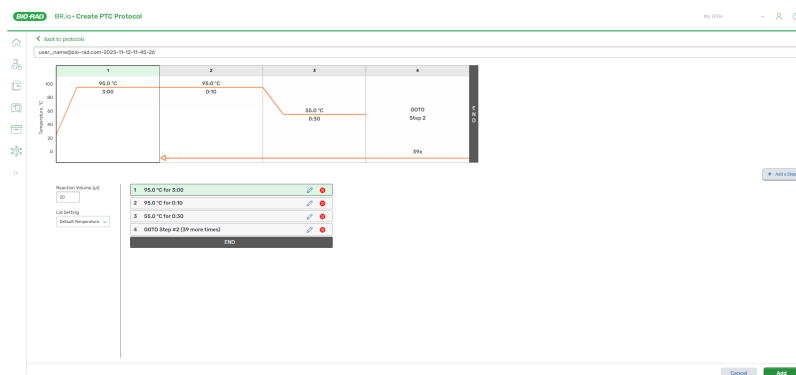 BIO-RAD BR.io • Create PTC Protocol My BRio
Back to protocols
user_name@bio-rad.com-2025-11-12-11-45-26
1 2 3 4
95.0 °C 95.0 °C
3:00 0:10
55.0 °C
0:30
GOTO
Step 2
39x
END
Temperature, °C
100
80
60
40
20
0
+ Add a Step
Reaction Volume (µl)
20
Lid Setting
Default Temperature
1 95.0 °C for 3:00
2 95.0 °C for 0:10
3 55.0 °C for 0:30
4 GOTO Step #2 (39 more times)
END
Cancel Add